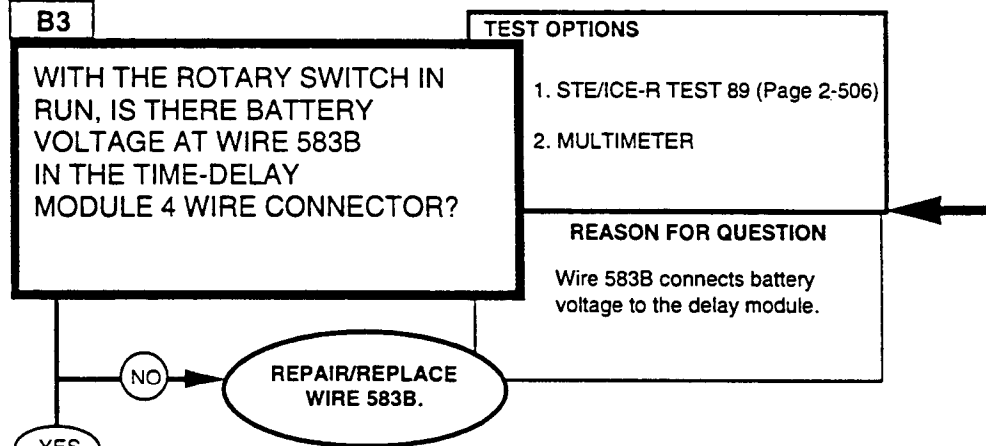 B3
WITH THE ROTARY SWITCH IN
RUN, IS THERE BATTERY
VOLTAGE AT WIRE 583B
IN THE TIME-DELAY
MODULE 4 WIRE CONNECTOR?
TEST OPTIONS
1. STE/ICE-R TEST 89 (Page 2-506)
2. MULTIMETER
REASON FOR QUESTION
Wire 583B connects battery
voltage to the delay module.
NO
REPAIR/REPLACE
WIRE 583B.
YES